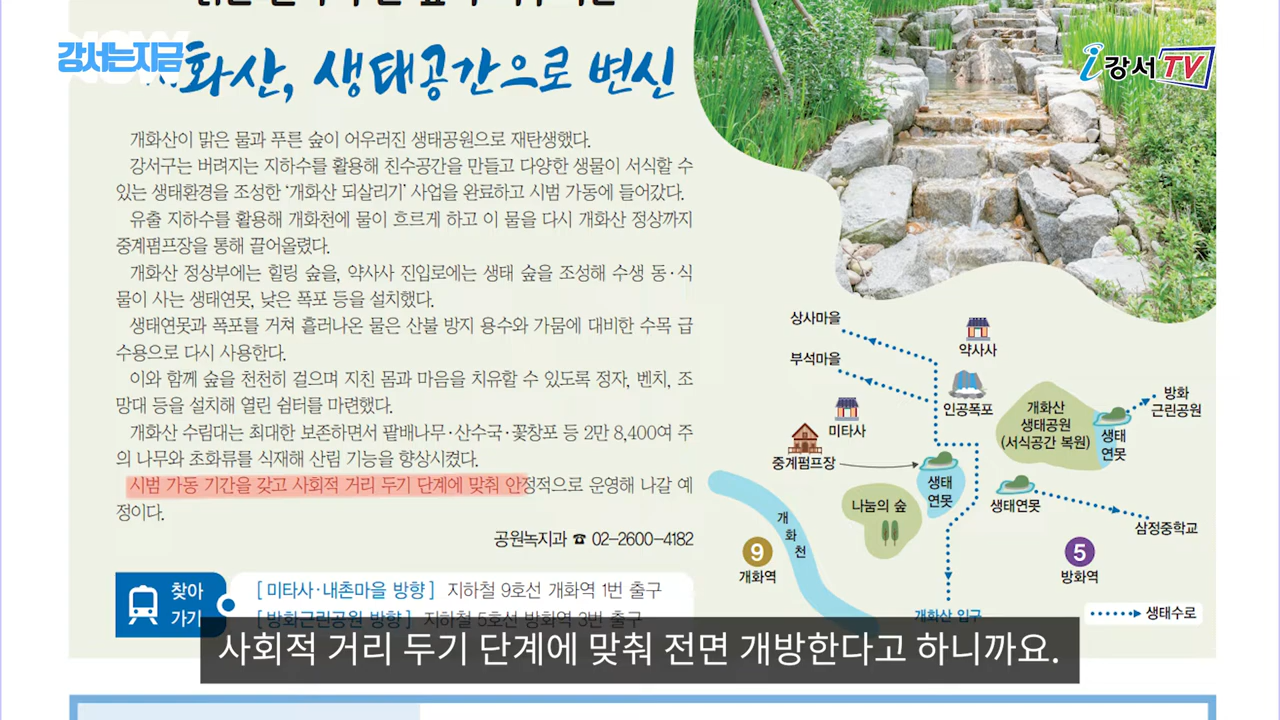 강서는지금
i강서TV
화산, 생태공간으로 변신
개화산이 맑은 물과 푸른 숲이 어우러진 생태공원으로 재탄생했다.
강서구는 버려지는 지하수를 활용해 친수공간을 만들고 다양한 생물이 서식할 수
있는 생태환경을 조성한 ‘개화산 되살리기’ 사업을 완료하고 시범 가동에 들어갔다.
유출 지하수를 활용해 개화천에 물이 흐르게 하고 이 물을 다시 개화산 정상까지
중계펌프장을 통해 끌어올렸다.
개화산 정상부에는 힐링 숲을, 약사사 진입로에는 생태 숲을 조성해 수생 동·식
물이 사는 생태연못, 낮은 폭포 등을 설치했다.
생태연못과 폭포를 거쳐 흘러나온 물은 산불 방지 용수와 가뭄에 대비한 수목 급
수용으로 다시 사용한다.
이와 함께 숲을 천천히 걸으며 지친 몸과 마음을 치유할 수 있도록 정자, 벤치, 조
망대 등을 설치해 열린 쉼터를 마련했다.
개화산 수림대는 최대한 보존하면서 팥배나무·산수국·꽃창포 등 2만 8,400여 주
의 나무와 초화류를 식재해 산림 기능을 향상시켰다.
시범 가동 기간을 갖고 사회적 거리 두기 단계에 맞춰 안정적으로 운영해 나갈 예
정이다.
공원녹지과 ☎ 02-2600-4182
상사마을
약사사
부석마을
인공폭포
개화산
생태공원
(서식공간 복원)
방화
근린공원
생태
연못
미타사
중계펌프장
생태
연못
나눔의 숲
생태연못
삼정중학교
개
화
천
9
개화역
5
방화역
개화산 입구
생태수로
찾아
가기
[ 미타사·내촌마을 방향 ] 지하철 9호선 개화역 1번 출구
[ 방화근린공원 방향 ] 지하철 5호선 방화역 3번 출구
사회적 거리 두기 단계에 맞춰 전면 개방한다고 하니까요.